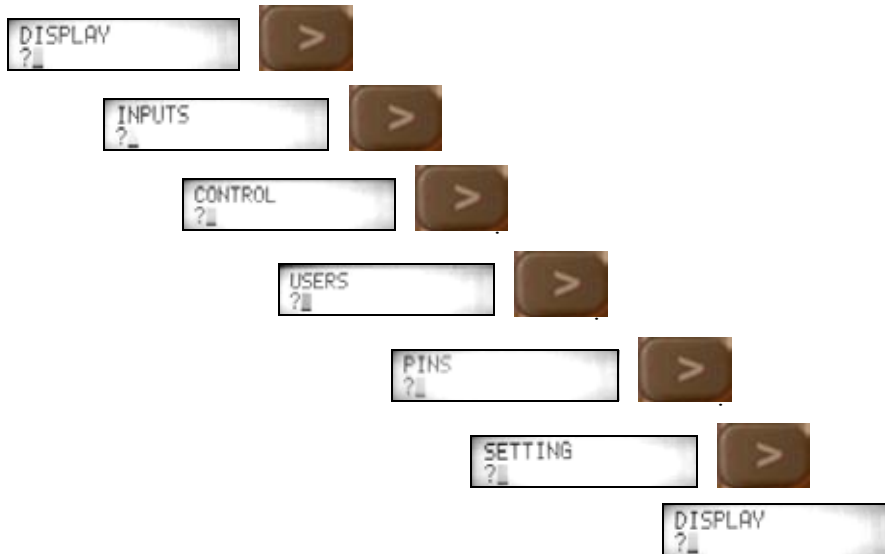 DISPLAY
?_
>
INPUTS
?_
>
CONTROL
?_
>
USERS
?_
>
PINS
?_
>
SETTING
?_
>
DISPLAY
?_